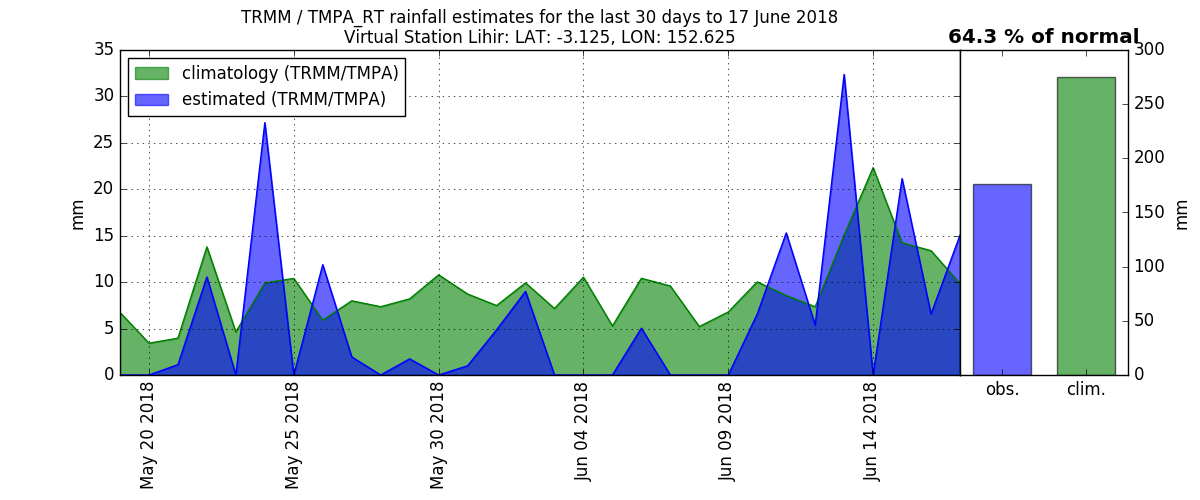 TRMM / TMPA_RT rainfall estimates for the last 30 days to 17 June 2018
Virtual Station Lihir: LAT: -3.125, LON: 152.625
64.3 % of normal
climatology (TRMM/TMPA)
estimated (TRMM/TMPA)
35
30
25
20
15
10
5
0
mm
May 20 2018
May 25 2018
May 30 2018
Jun 04 2018
Jun 09 2018
Jun 14 2018
300
250
200
150
100
50
0
mm
obs.
clim.